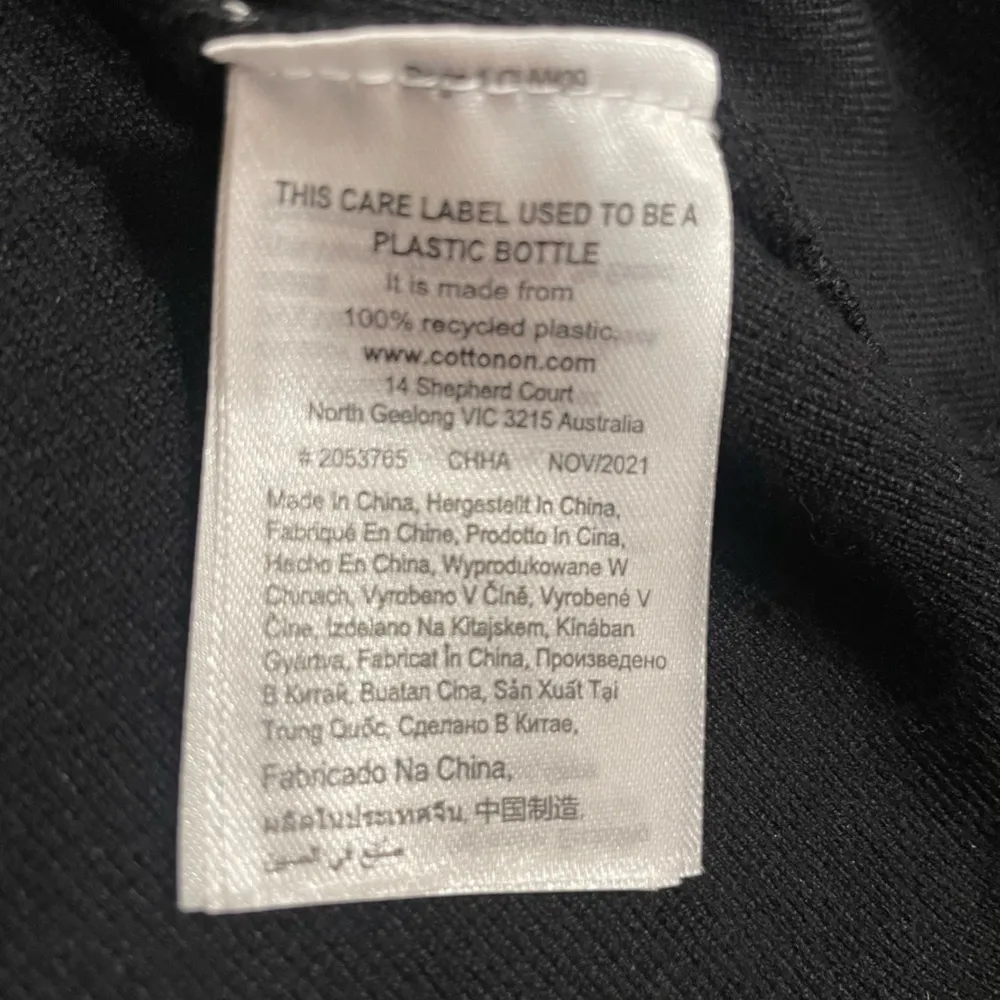 THIS CARE LABEL USED TO BE A
PLASTIC BOTTLE
It is made from
100% recycled plastic.
www.cottonon.com
14 Shepherd Court
North Geelong VIC 3215 Australia
# 2053765 CHHA NOV/2021
Made In China, Hergestellt In China,
Fabriqué En Chine, Prodotto In Cina,
Hecho En China, Wyprodukowane W
Chinach, Vyrobeno V Číně, Vyrobené V
Číne, Izdelano Na Kitajskem, Kínában
Gyártva, Fabricat în China, Произведено
В Китай, Buatan Cina, Sản Xuất Tại
Trung Quốc, Сделано В Китае,
Fabricado Na China,
ผลิตในประเทศจีน, 中国制造,
صنع في الصين